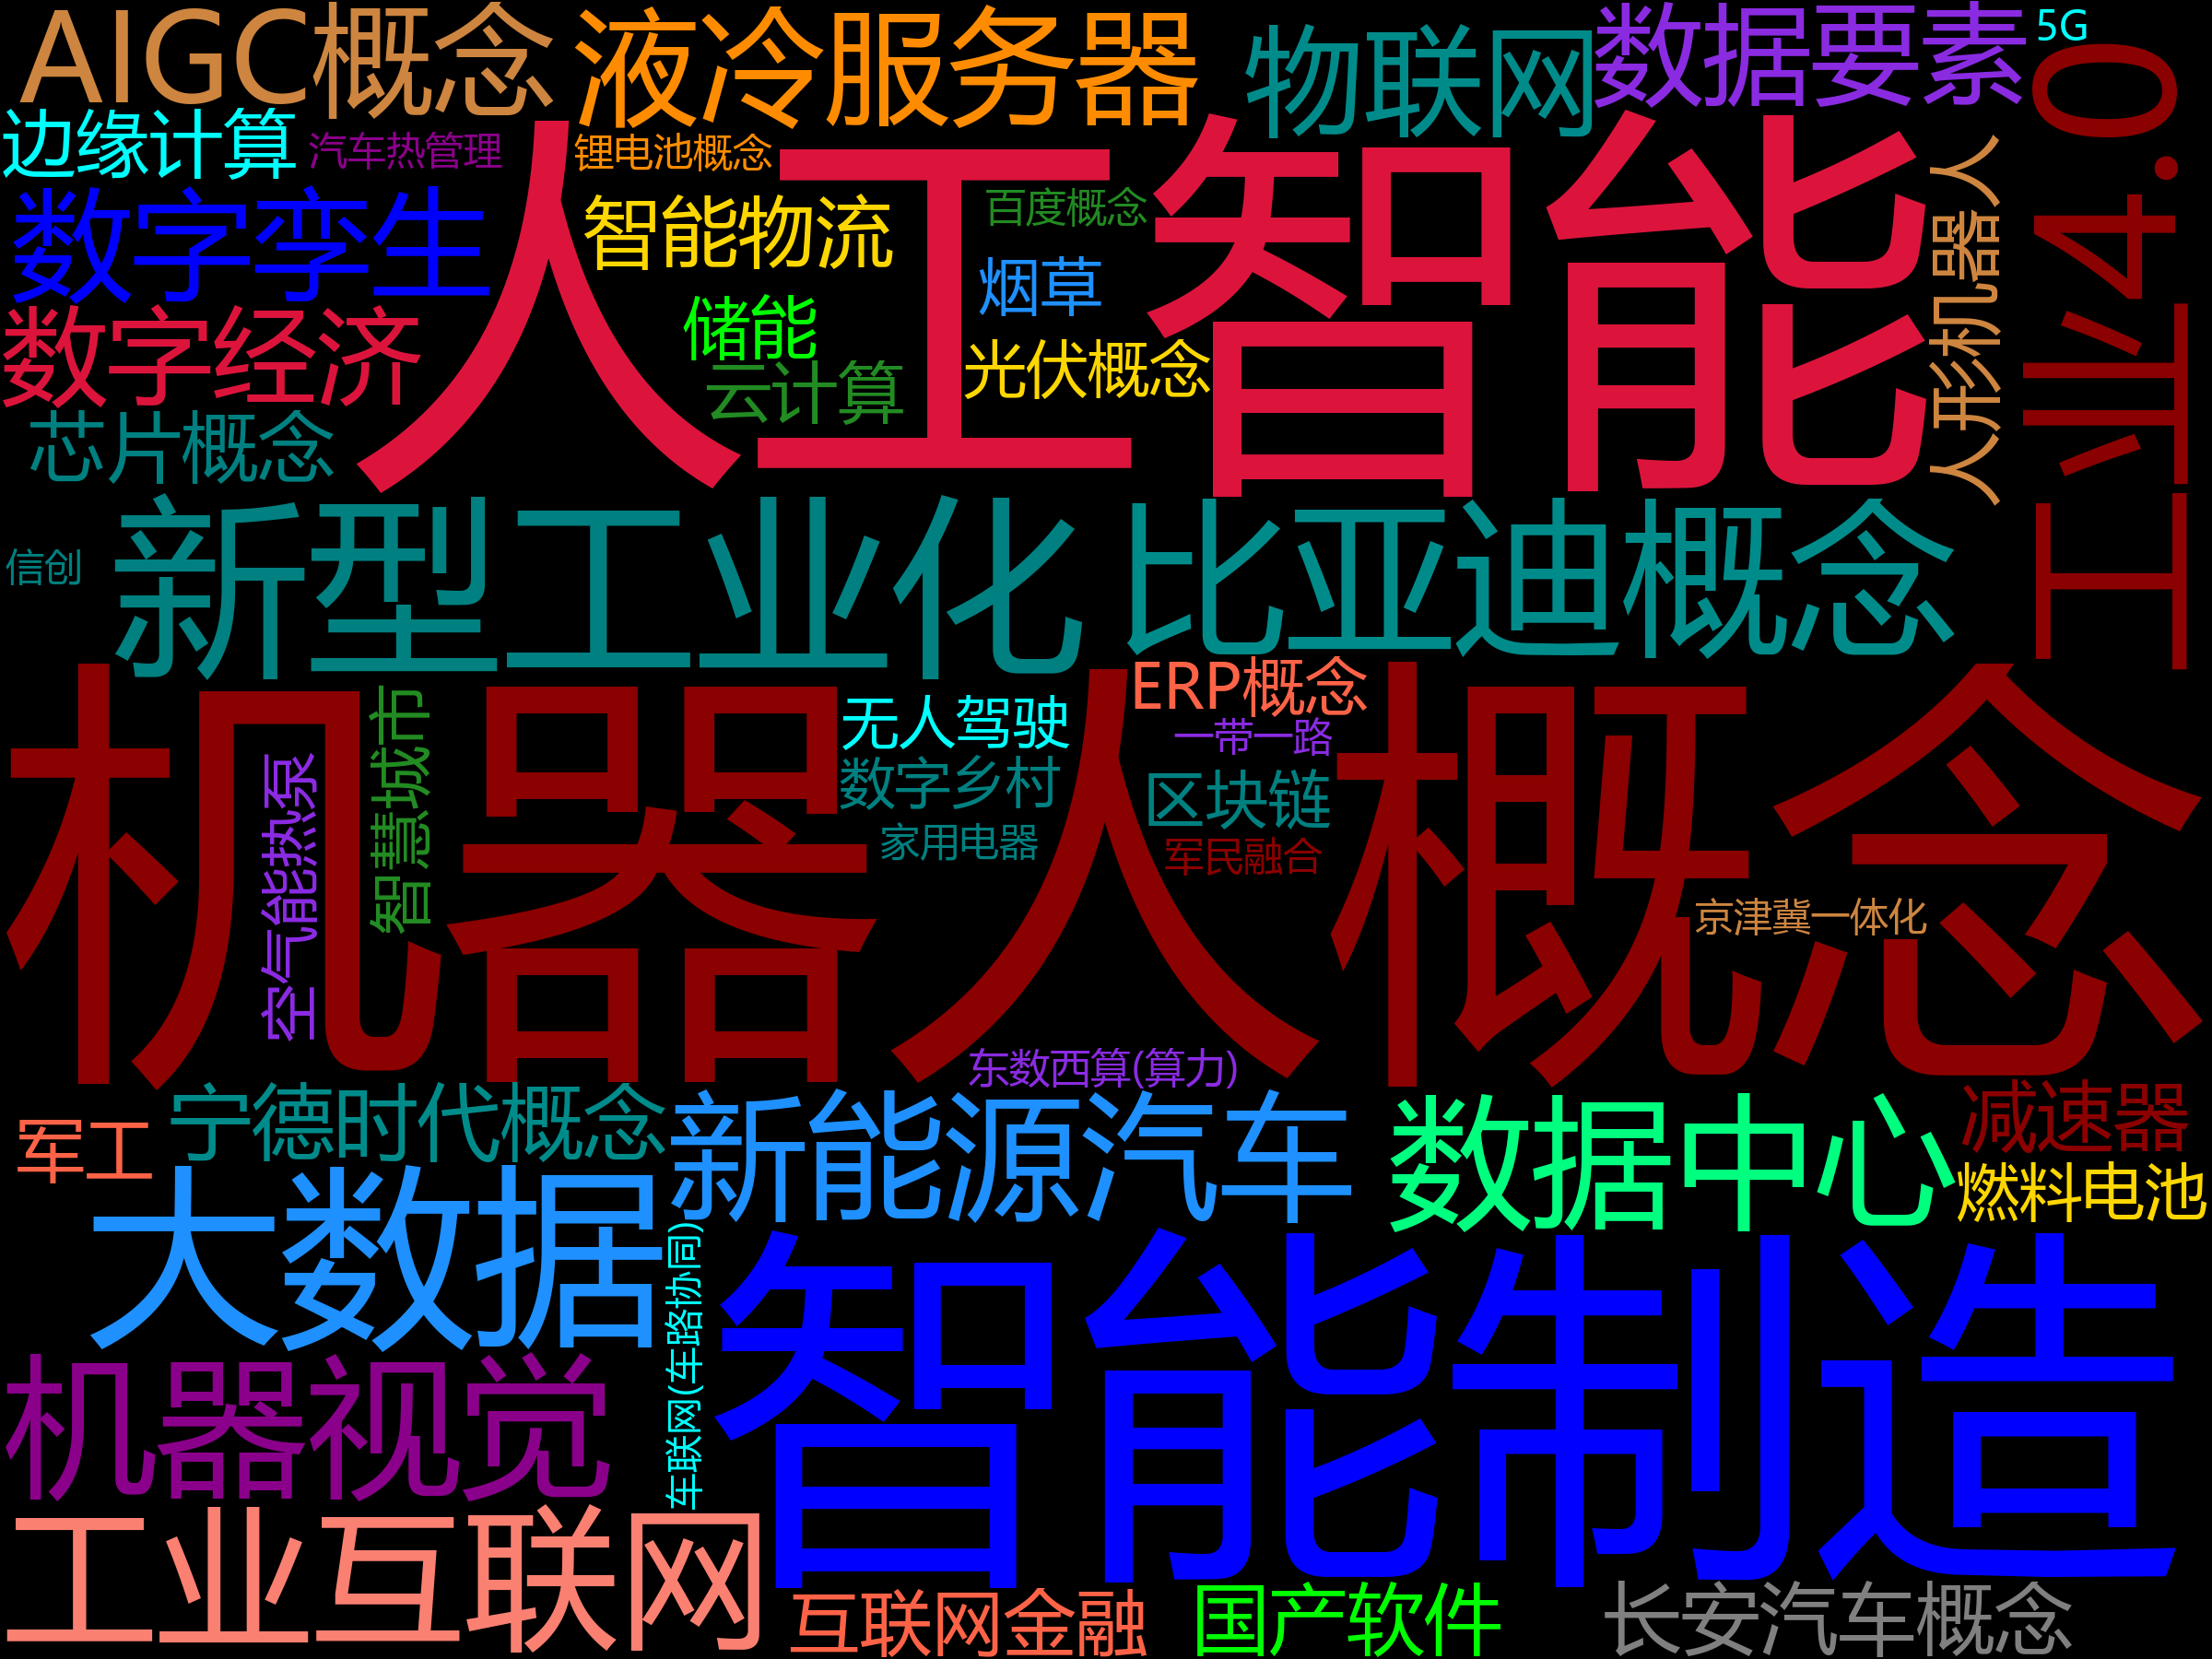 AIGC概念
液冷服务器
物联网
数据要素
5G
边缘计算
汽车热管理
锂电池概念
人工智能
工业4.0
人形机器人
数字孪生
智能物流
百度概念
烟草
储能
数字经济
云计算
光伏概念
芯片概念
新型工业化
比亚迪概念
信创
机器人概念
ERP概念
无人驾驶
一带一路
智慧城市
空气能热泵
数字乡村
区块链
家用电器
军民融合
京津冀一体化
东数西算(算力)
宁德时代概念
新能源汽车
数据中心
减速器
军工
燃料电池
大数据
车联网(车路协同)
智能制造
机器视觉
工业互联网
互联网金融
国产软件
长安汽车概念